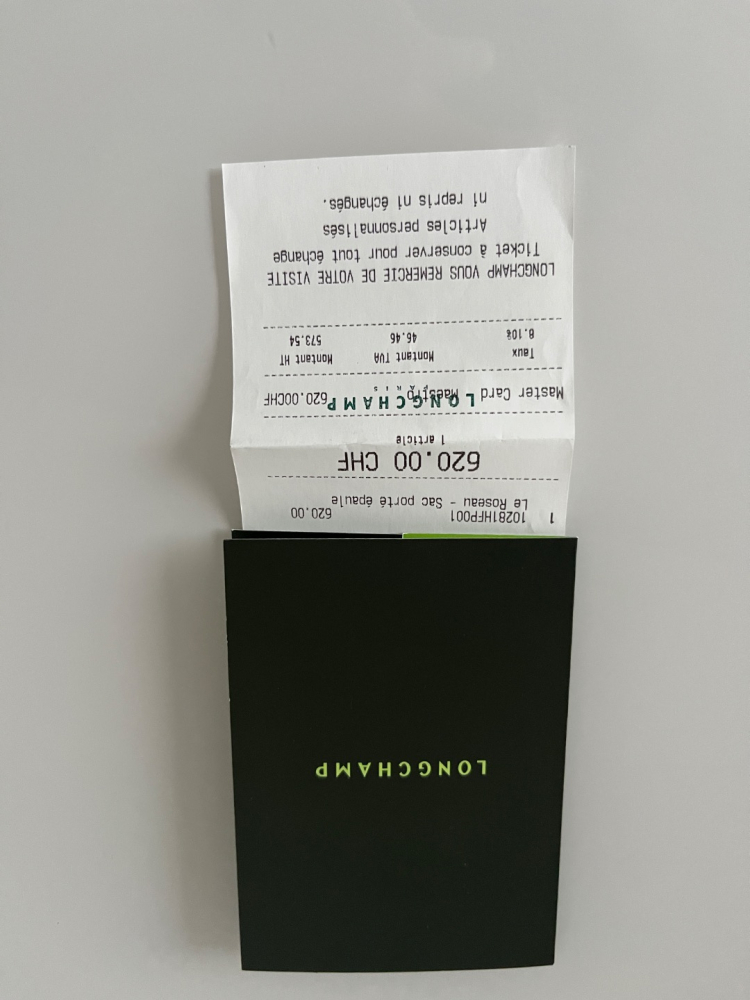 LONGCHAMP
1 10281HFP001 620.00
Le Roseau - Sac porté épaule
620.00 CHF
1 article
LONGCHAMP
PARIS
Master Card Maestro 620.00CHF
Taux Montant TVA Montant HT
8.10% 46.46 573.54
LONGCHAMP VOUS REMERCIE DE VOTRE VISITE
Ticket à conserver pour tout échange
Articles personnalisés
ni repris ni échangés.